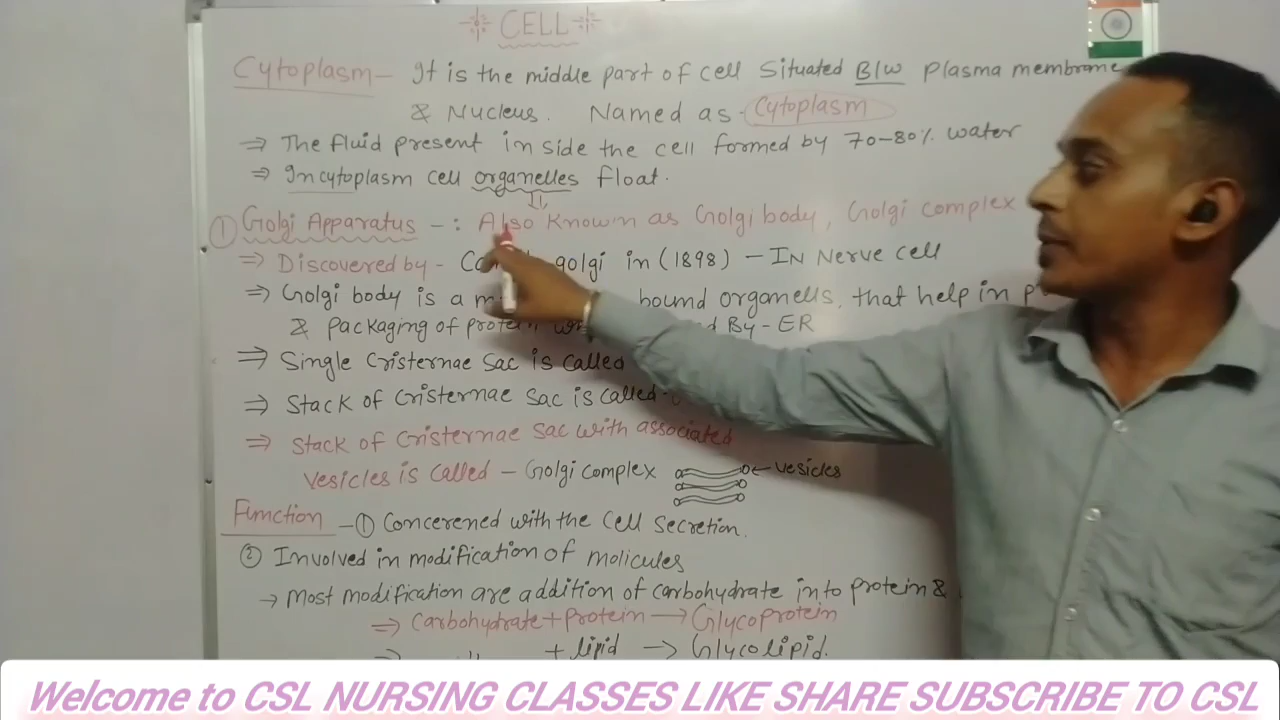 CELL
Cytoplasm - It is the middle part of cell situated B/w plasma membrane
& Nucleus. Named as - Cytoplasm
⇒ The fluid present in side the cell formed by 70-80% water
⇒ In cytoplasm cell organelles float.
① Golgi Apparatus -: Also known as Golgi body, Golgi complex
⇒ Discovered by - golgi in (1898) - IN Nerve cell
⇒ Golgi body is a bound organells, that help in
& packaging of protein By - ER
⇒ Single Cristernae sac is called
⇒ Stack of Cristernae sac is called -
⇒ Stack of Cristernae sac with associated
vesicles is called - Golgi complex
← vesicles
Function - ① Concerened with the cell secretion.
② Involved in modification of molicules
→ Most modification are addition of carbohydrate into protein &
⇒ Carbohydrate + protein → Glycoprotein
⇒ " + lipid → Glycolipid.
Welcome to CSL NURSING CLASSES LIKE SHARE SUBSCRIBE TO CSL